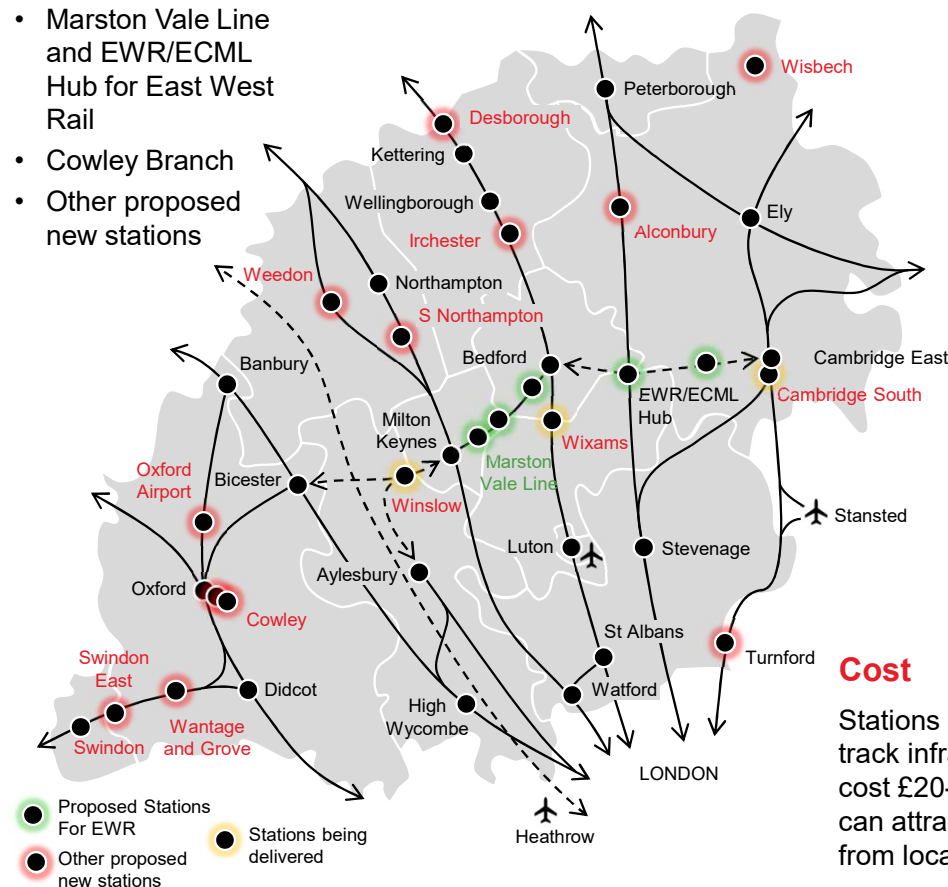 • Marston Vale Line
and EWR/ECML
Hub for East West
Rail
• Cowley Branch
• Other proposed
new stations
Wisbech
Peterborough
Desborough
Kettering
Wellingborough
Irchester
Alconbury
Ely
Weedon
Northampton
S Northampton
Banbury
Bedford
Cambridge East
EWR/ECML
Hub
Cambridge South
Milton
Keynes
Wixams
Marston
Vale Line
Oxford
Airport
Bicester
Winslow
Stansted
Luton
Stevenage
Aylesbury
Oxford
Cowley
St Albans
Turnford
Swindon
East
Didcot
Watford
High
Wycombe
Wantage
and Grove
Swindon
LONDON
Heathrow
Cost
Stations
track infra
cost £20-
can attra
from loca
Proposed Stations
For EWR
Stations being
delivered
Other proposed
new stations